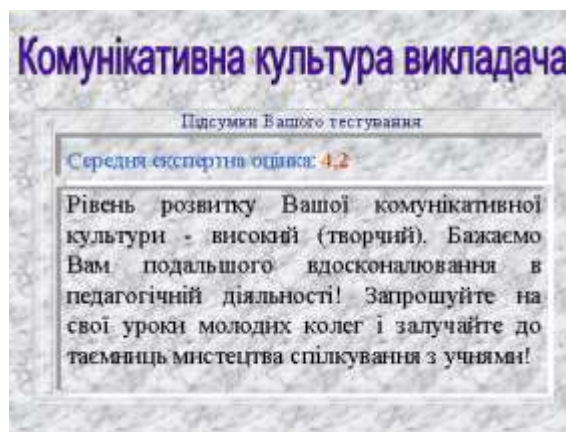 Комунікативна культура викладача
Підсумки Вашого тестування
Середня експертна оцінка: 4,2
Рівень розвитку Вашої комунікативної
культури - високий (творчий). Бажаємо
Вам подальшого вдосконалювання в
педагогічній діяльності! Запрошуйте на
свої уроки молодих колег і залучайте до
таємниць мистецтва спілкування з учнями!